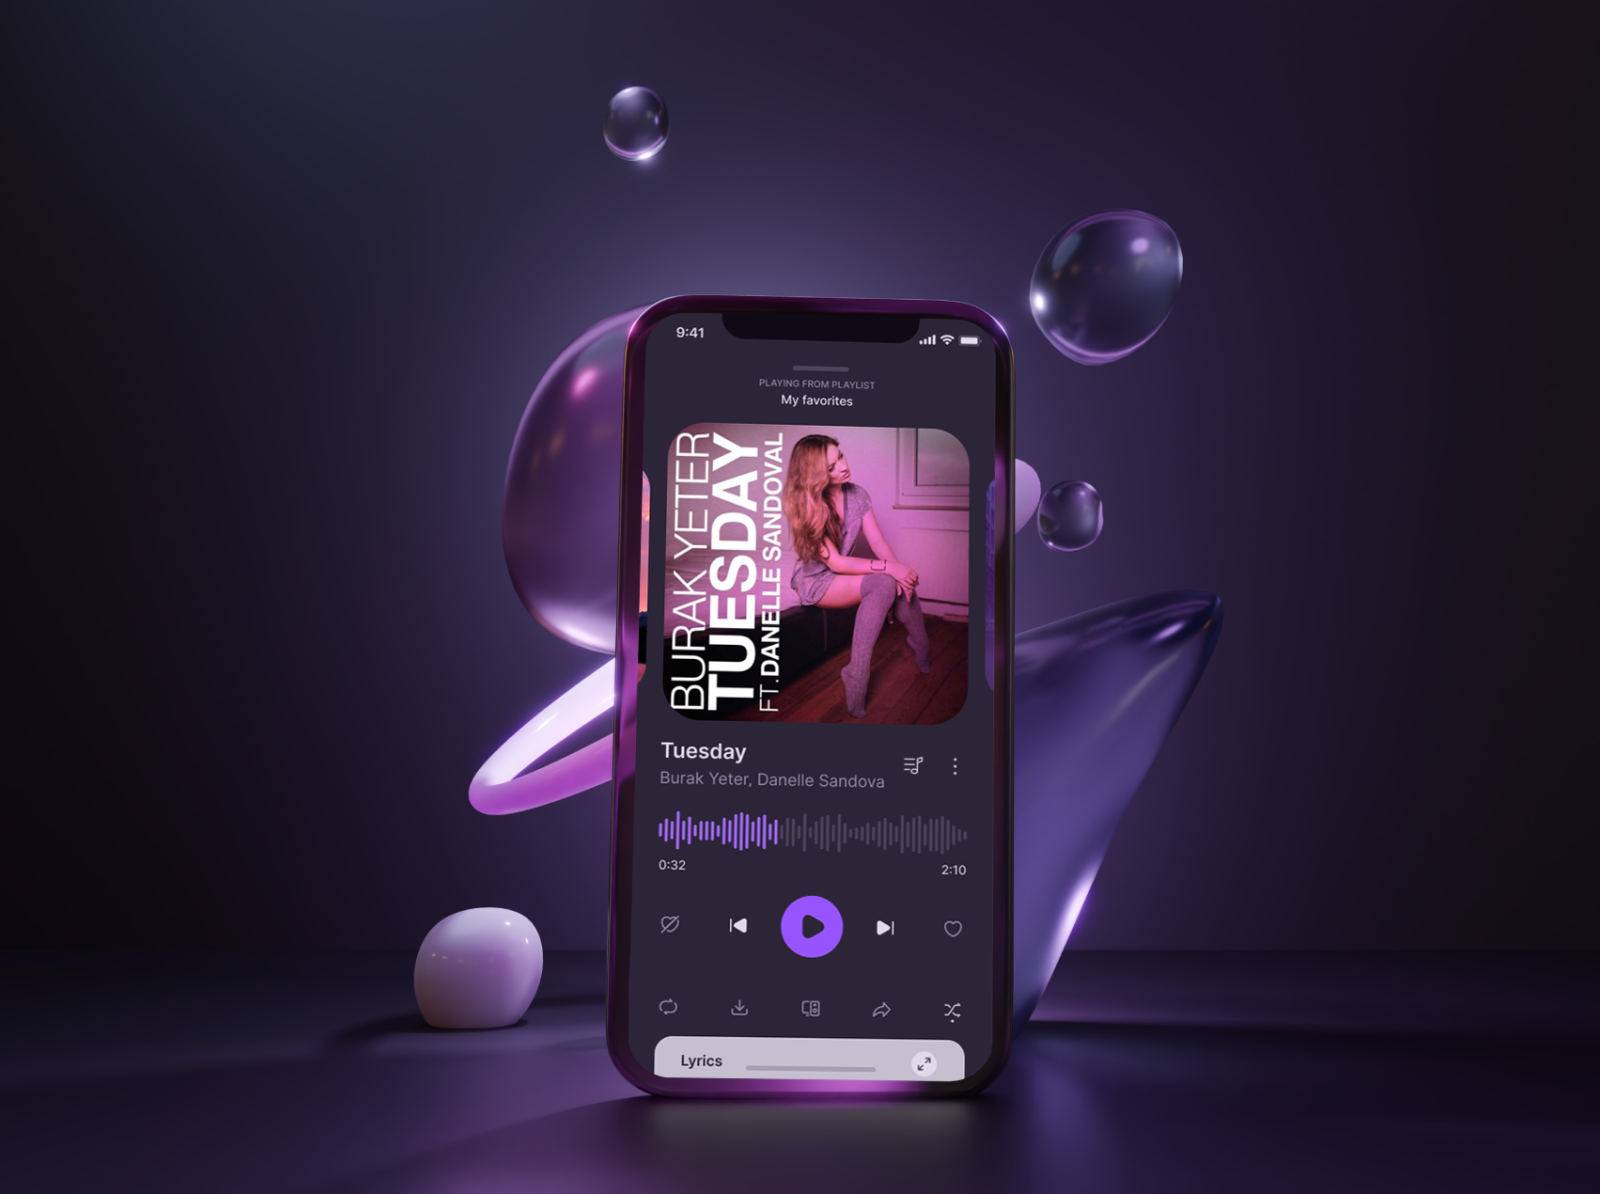 9:41
PLAYING FROM PLAYLIST
My favorites
BURAK YETER
TUESDAY
FT.DANELLE SANDOVAL
Tuesday
Burak Yeter, Danelle Sandova
0:32
2:10
Lyrics